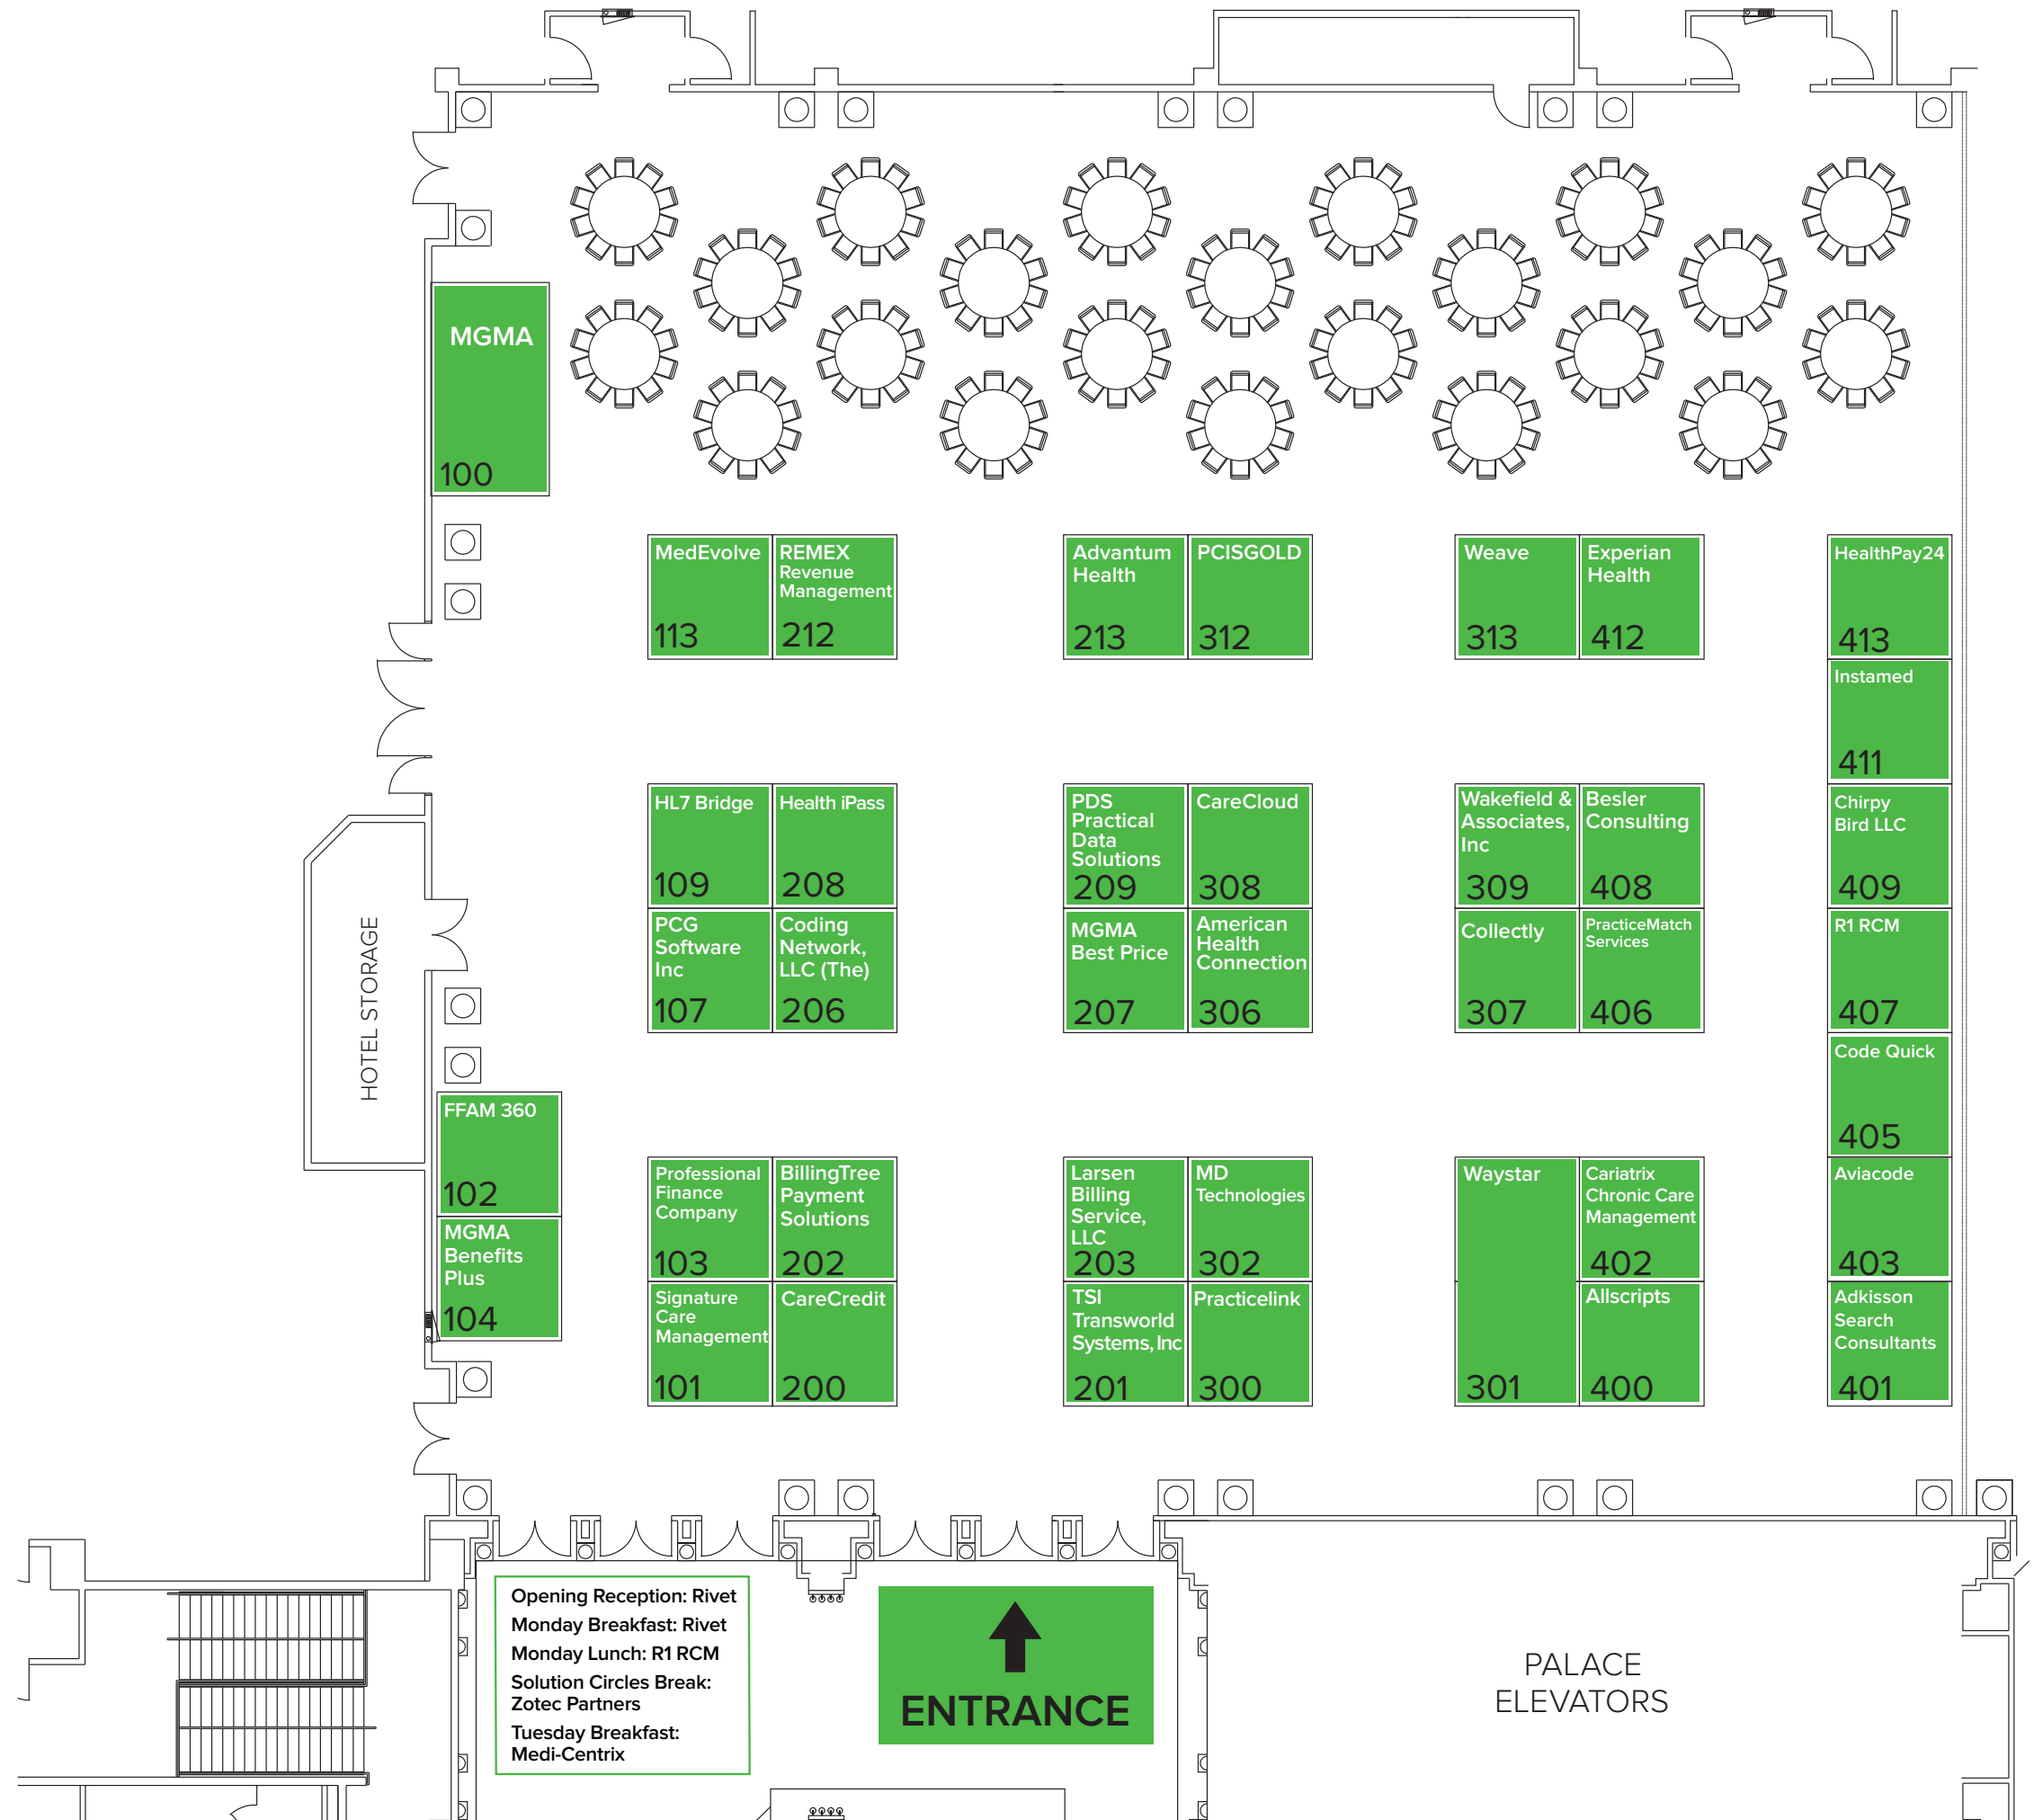 MGMA
100
MedEvolve
113
REMEX
Revenue
Management
212
Advantum
Health
213
PCISGOLD
312
Weave
313
Experian
Health
412
HealthPay24
413
Instamed
411
HL7 Bridge
109
Health iPass
208
PDS
Practical
Data
Solutions
209
CareCloud
308
Wakefield &
Associates,
Inc
309
Besler
Consulting
408
Chirpy
Bird LLC
409
PCG
Software
Inc
107
Coding
Network,
LLC (The)
206
MGMA
Best Price
207
American
Health
Connection
306
Collectly
307
PracticeMatch
Services
406
R1 RCM
407
HOTEL STORAGE
Code Quick
405
FFAM 360
102
MGMA
Benefits
Plus
104
Professional
Finance
Company
103
BillingTree
Payment
Solutions
202
Larsen
Billing
Service,
LLC
203
MD
Technologies
302
Waystar
301
Cariatrix
Chronic Care
Management
402
Aviacode
403
Signature
Care
Management
101
CareCredit
200
TSI
Transworld
Systems, Inc
201
Practicelink
300
Allscripts
400
Adkisson
Search
Consultants
401
Opening Reception: Rivet
Monday Breakfast: Rivet
Monday Lunch: R1 RCM
Solution Circles Break:
Zotec Partners
Tuesday Breakfast:
Medi-Centrix
ENTRANCE
PALACE
ELEVATORS